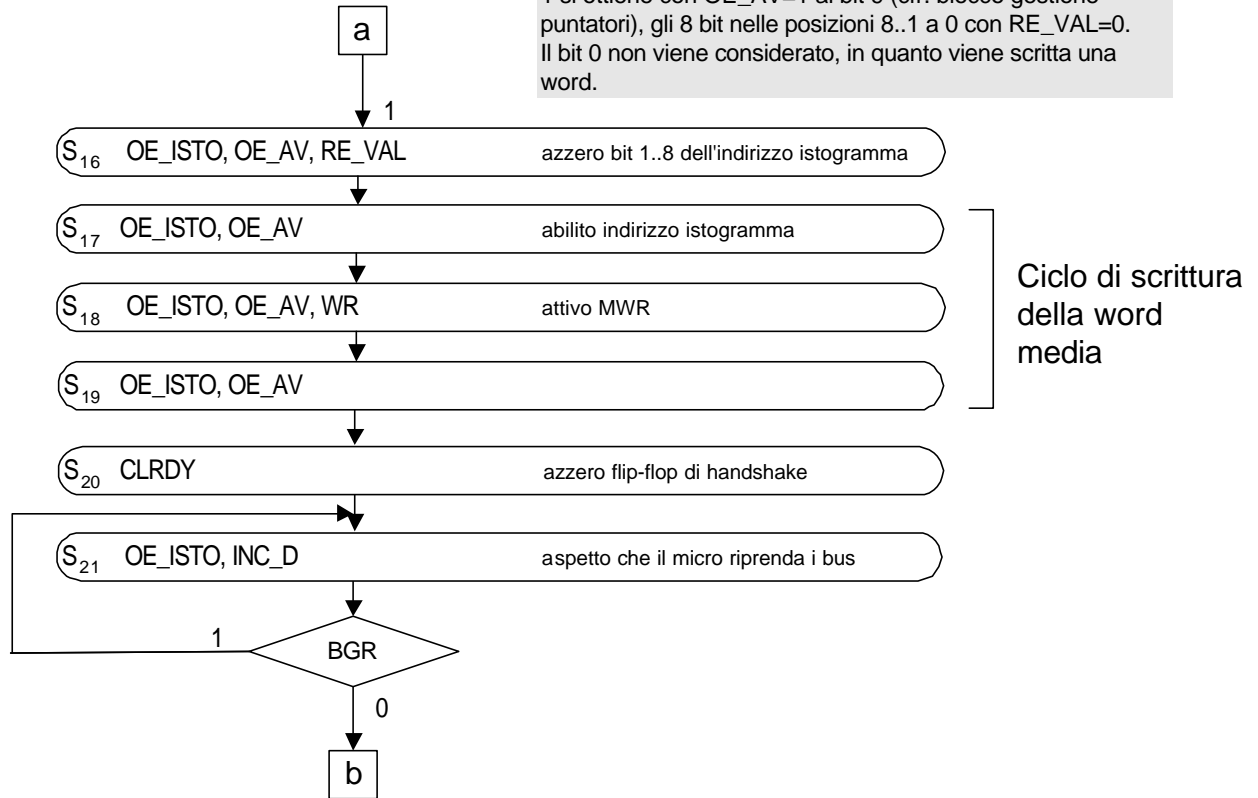 puntatori), gli 8 bit nelle posizioni 8..1 a 0 con RE_VAL=0.
Il bit 0 non viene considerato, in quanto viene scritta una
word.
a
1
S16 OE_ISTO, OE_AV, RE_VAL azzero bit 1..8 dell'indirizzo istogramma
S17 OE_ISTO, OE_AV abilito indirizzo istogramma
S18 OE_ISTO, OE_AV, WR attivo MWR
S19 OE_ISTO, OE_AV
Ciclo di scrittura
della word
media
S20 CLRDY azzero flip-flop di handshake
S21 OE_ISTO, INC_D aspetto che il micro riprenda i bus
1
BGR
0
b